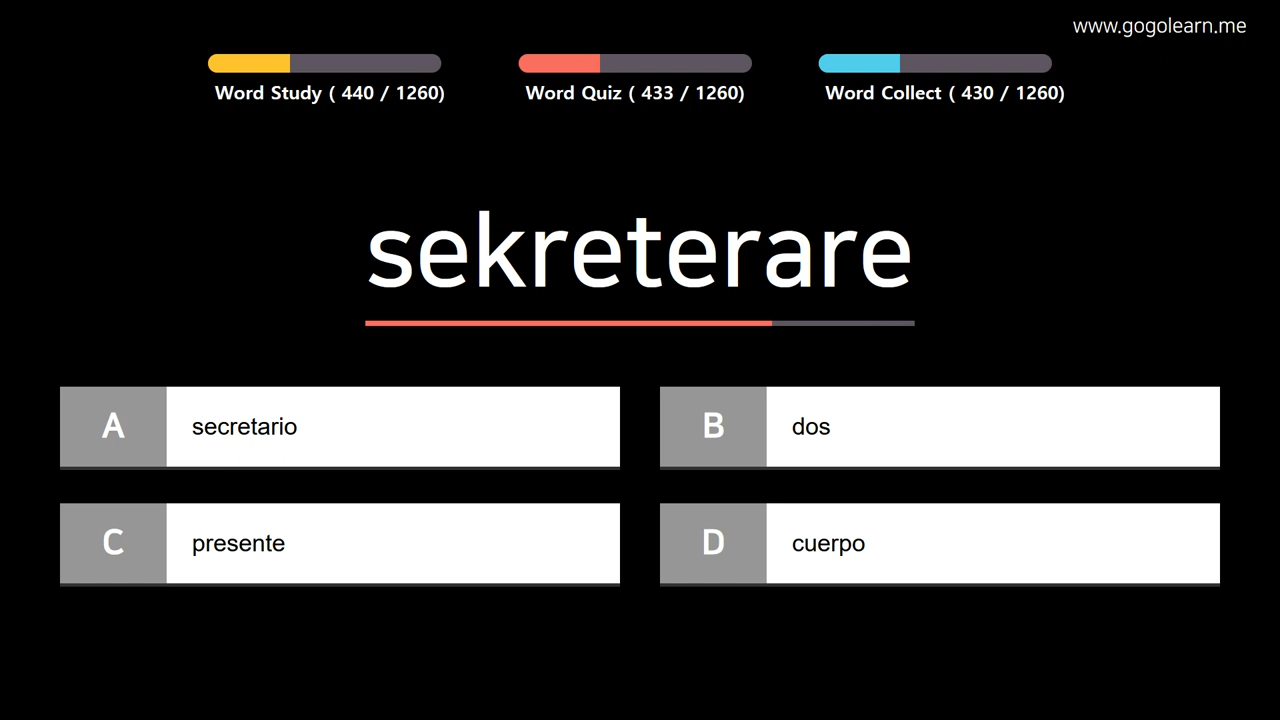 www.gogolearn.me
Word Study ( 440 / 1260)
Word Quiz ( 433 / 1260)
Word Collect ( 430 / 1260)
sekreterare
A secretario
B dos
C presente
D cuerpo